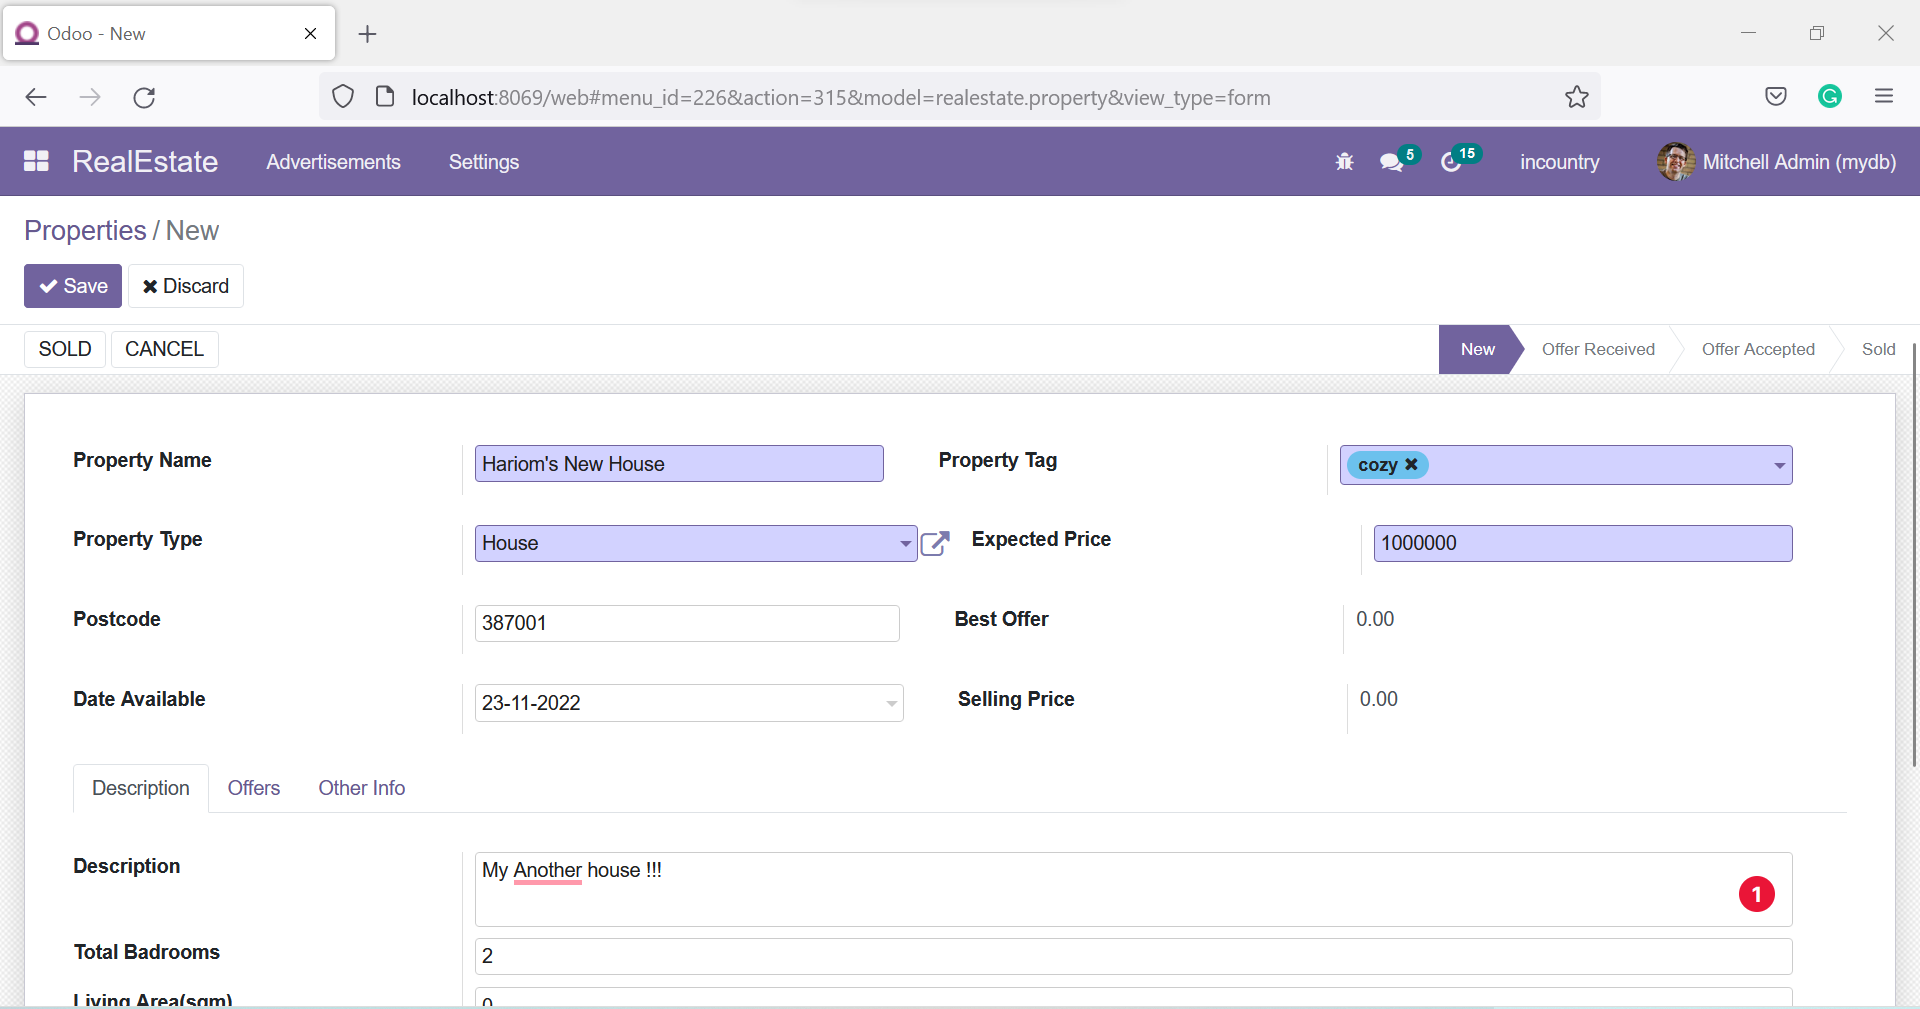 Odoo - New
localhost:8069/web#menu_id=226&action=315&model=realestate.property&view_type=form
RealEstate Advertisements Settings 5 15 incountry Mitchell Admin (mydb)
Properties / New
Save Discard
SOLD CANCEL New Offer Received Offer Accepted Sold
Property Name Hariom's New House Property Tag cozy
Property Type House Expected Price 1000000
Postcode 387001 Best Offer 0.00
Date Available 23-11-2022 Selling Price 0.00
Description Offers Other Info
Description My Another house !!!
1
Total Badrooms 2
Living Area(sqm) 0